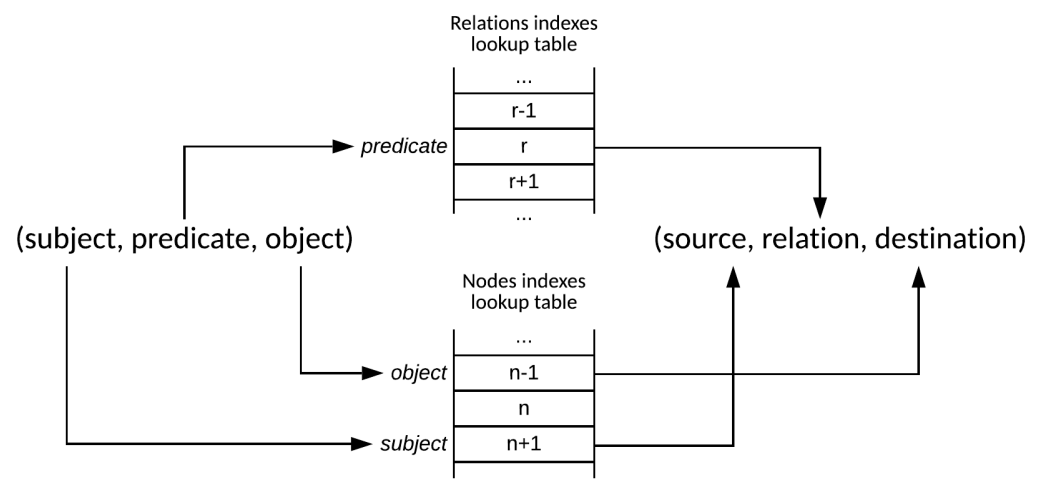 Relations indexes
lookup table
...
r-1
predicate
r
r+1
...
(subject, predicate, object)
(source, relation, destination)
Nodes indexes
lookup table
...
object
n-1
n
subject
n+1